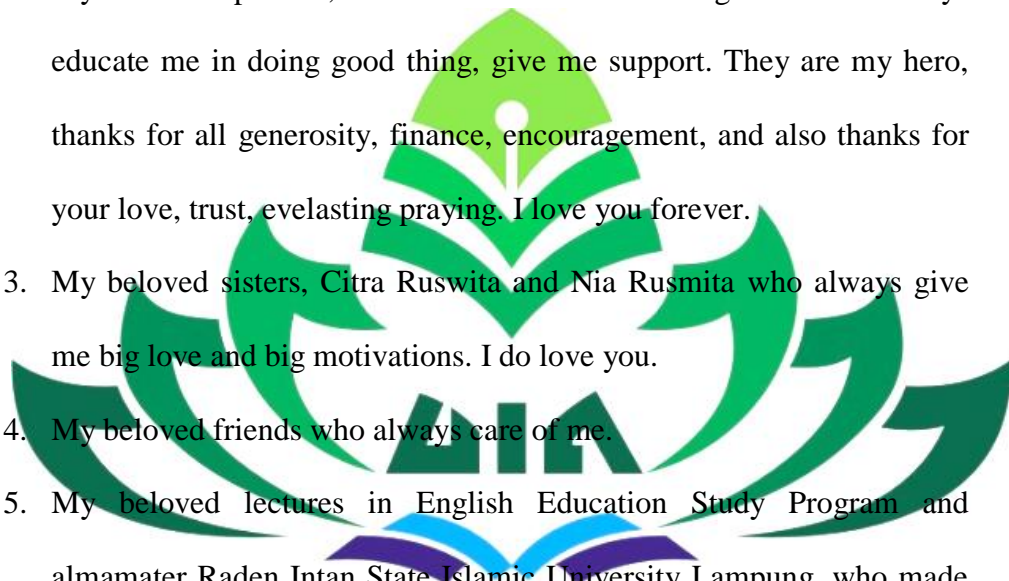 educate me in doing good thing, give me support. They are my hero,
thanks for all generosity, finance, encouragement, and also thanks for
your love, trust, evelasting praying. I love you forever.
3. My beloved sisters, Citra Ruswita and Nia Rusmita who always give
me big love and big motivations. I do love you.
4. My beloved friends who always care of me.
UIN
5. My beloved lectures in English Education Study Program and
almamater Raden Intan State Islamic University Lampung, who made